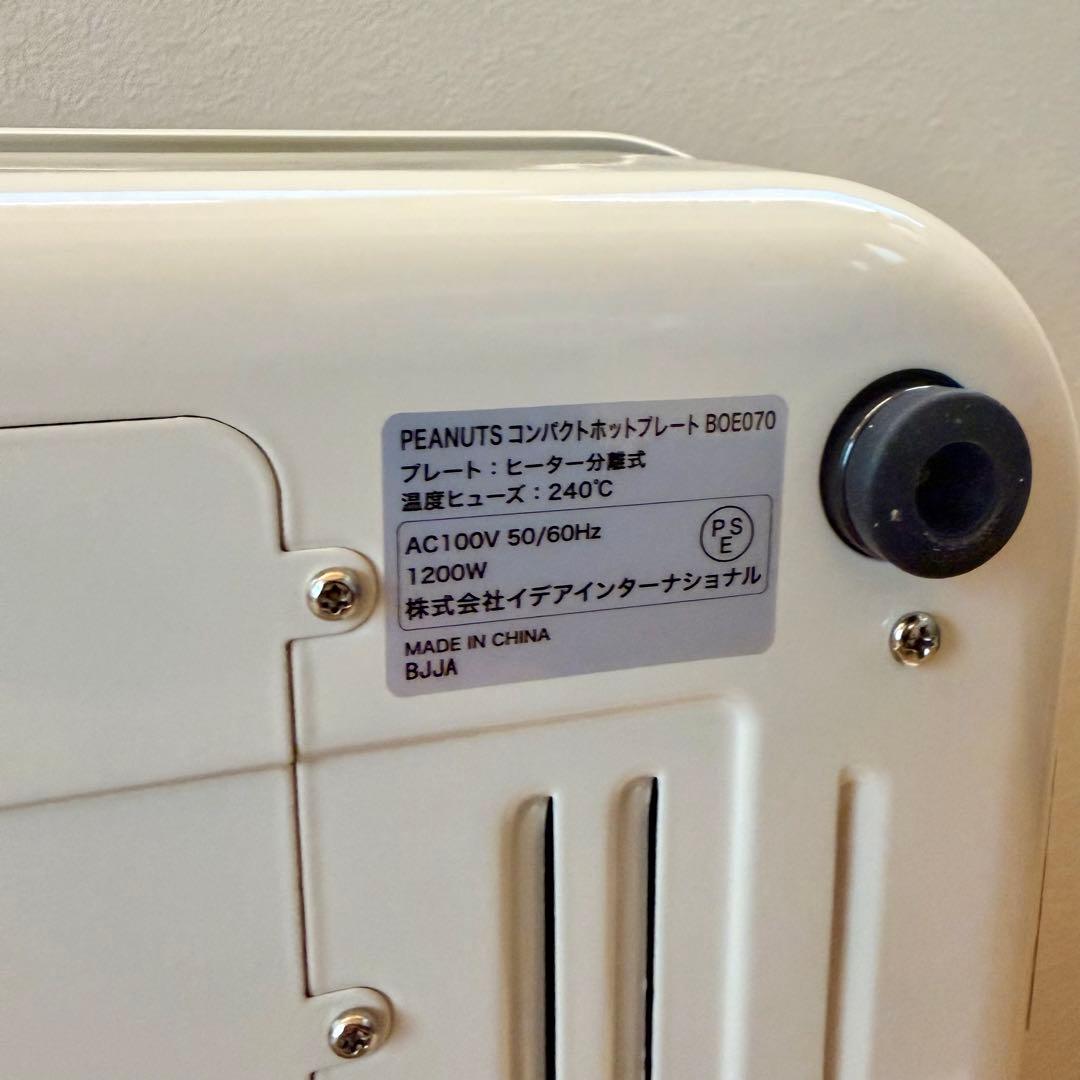 PEANUTS コンパクトホットプレート BOE070
プレート：ヒーター分離式
温度ヒューズ：240℃
AC100V 50/60Hz
PSE
1200W
株式会社イデアインターナショナル
MADE IN CHINA
BJJA